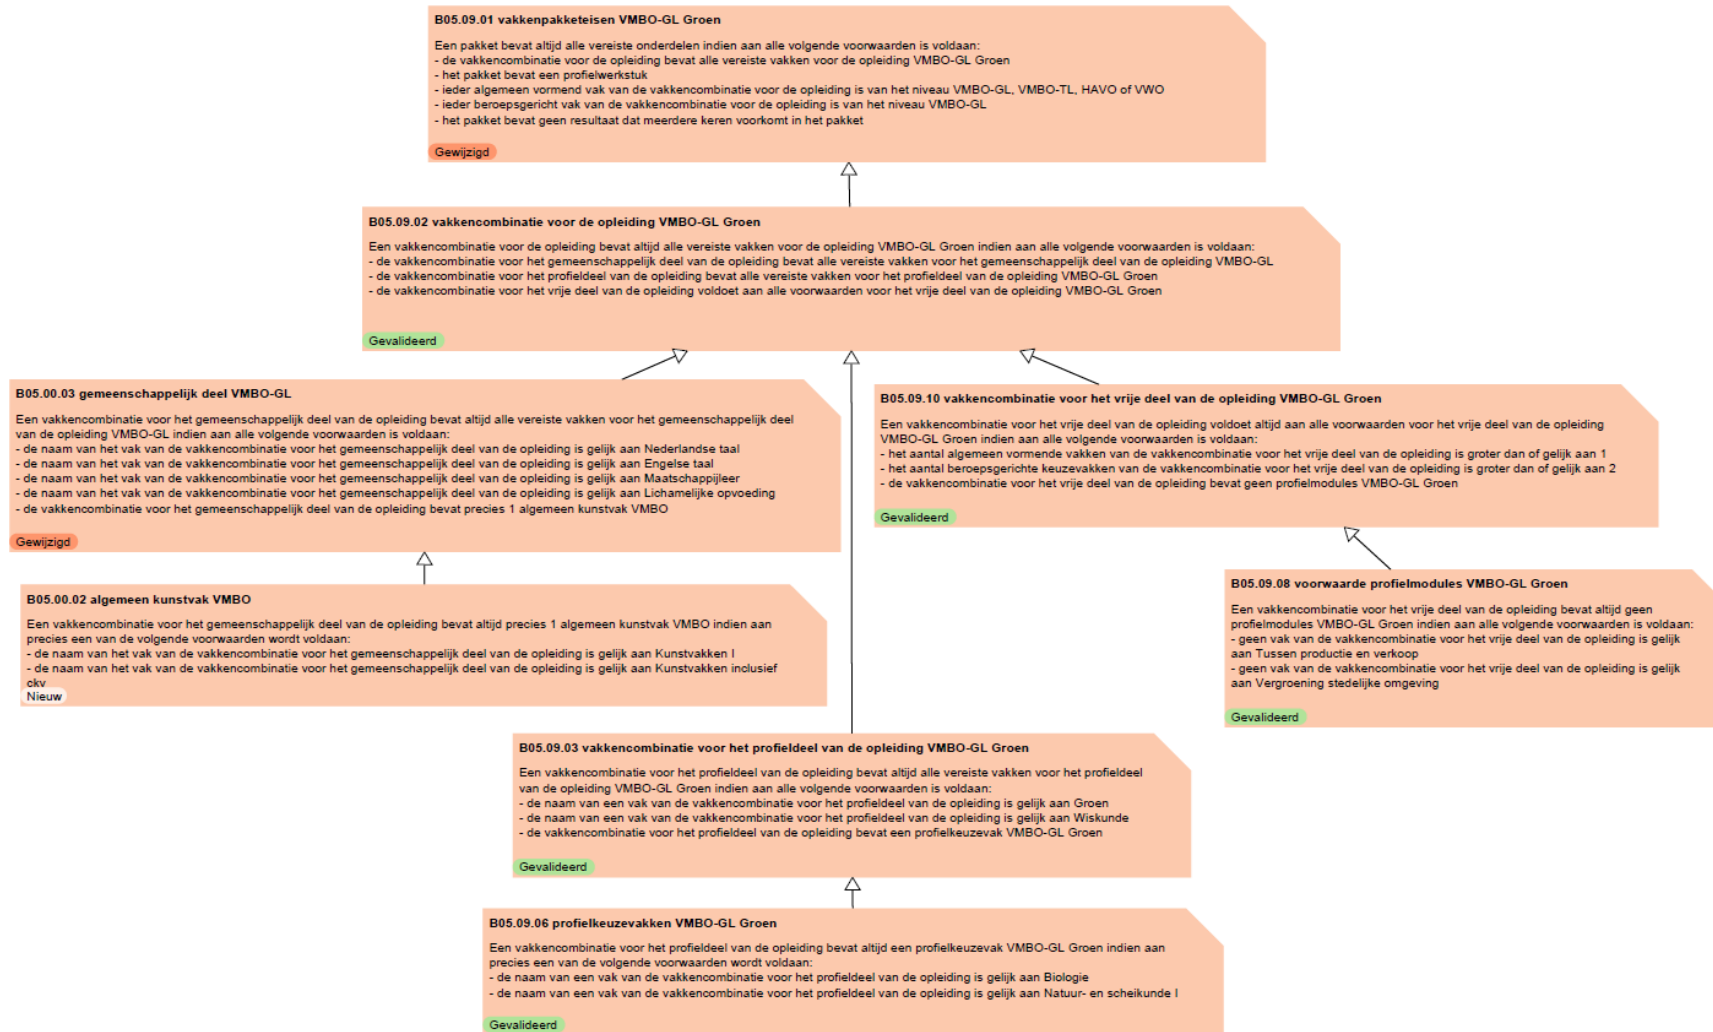 B05.09.01 vakkenpakketeisen VMBO-GL Groen
Een pakket bevat altijd alle vereiste onderdelen indien aan alle volgende voorwaarden is voldaan:
- de vakkencombinatie voor de opleiding bevat alle vereiste vakken voor de opleiding VMBO-GL Groen
- het pakket bevat een profielwerkstuk
- ieder algemeen vormend vak van de vakkencombinatie voor de opleiding is van het niveau VMBO-GL, VMBO-TL, HAVO of VWO
- ieder beroepsgericht vak van de vakkencombinatie voor de opleiding is van het niveau VMBO-GL
- het pakket bevat geen resultaat dat meerdere keren voorkomt in het pakket
Gewijzigd
B05.09.02 vakkencombinatie voor de opleiding VMBO-GL Groen
Een vakkencombinatie voor de opleiding bevat altijd alle vereiste vakken voor de opleiding VMBO-GL Groen indien aan alle volgende voorwaarden is voldaan:
- de vakkencombinatie voor het gemeenschappelijk deel van de opleiding bevat alle vereiste vakken voor het gemeenschappelijk deel van de opleiding VMBO-GL
- de vakkencombinatie voor het profieldeel van de opleiding bevat alle vereiste vakken voor het profieldeel van de opleiding VMBO-GL Groen
- de vakkencombinatie voor het vrije deel van de opleiding voldoet aan alle voorwaarden voor het vrije deel van de opleiding VMBO-GL Groen
Gevalideerd
B05.00.03 gemeenschappelijk deel VMBO-GL
Een vakkencombinatie voor het gemeenschappelijk deel van de opleiding bevat altijd alle vereiste vakken voor het gemeenschappelijk deel
van de opleiding VMBO-GL indien aan alle volgende voorwaarden is voldaan:
- de naam van het vak van de vakkencombinatie voor het gemeenschappelijk deel van de opleiding is gelijk aan Nederlandse taal
- de naam van het vak van de vakkencombinatie voor het gemeenschappelijk deel van de opleiding is gelijk aan Engelse taal
- de naam van het vak van de vakkencombinatie voor het gemeenschappelijk deel van de opleiding is gelijk aan Maatschappijleer
- de naam van het vak van de vakkencombinatie voor het gemeenschappelijk deel van de opleiding is gelijk aan Lichamelijke opvoeding
- de vakkencombinatie voor het gemeenschappelijk deel van de opleiding bevat precies 1 algemeen kunstvak VMBO
Gewijzigd
B05.09.10 vakkencombinatie voor het vrije deel van de opleiding VMBO-GL Groen
Een vakkencombinatie voor het vrije deel van de opleiding voldoet altijd aan alle voorwaarden voor het vrije deel van de opleiding
VMBO-GL Groen indien aan alle volgende voorwaarden is voldaan:
- het aantal algemeen vormende vakken van de vakkencombinatie voor het vrije deel van de opleiding is groter dan of gelijk aan 1
- het aantal beroepsgerichte keuzevakken van de vakkencombinatie voor het vrije deel van de opleiding is groter dan of gelijk aan 2
- de vakkencombinatie voor het vrije deel van de opleiding bevat geen profielmodules VMBO-GL Groen
Gevalideerd
B05.00.02 algemeen kunstvak VMBO
Een vakkencombinatie voor het gemeenschappelijk deel van de opleiding bevat altijd precies 1 algemeen kunstvak VMBO indien aan
precies een van de volgende voorwaarden wordt voldaan:
- de naam van het vak van de vakkencombinatie voor het gemeenschappelijk deel van de opleiding is gelijk aan Kunstvakken I
- de naam van het vak van de vakkencombinatie voor het gemeenschappelijk deel van de opleiding is gelijk aan Kunstvakken inclusief
ckv
Nieuw
B05.09.08 voorwaarde profielmodules VMBO-GL Groen
Een vakkencombinatie voor het vrije deel van de opleiding bevat altijd geen
profielmodules VMBO-GL Groen indien aan alle volgende voorwaarden is voldaan:
- geen vak van de vakkencombinatie voor het vrije deel van de opleiding is gelijk
aan Tussen productie en verkoop
- geen vak van de vakkencombinatie voor het vrije deel van de opleiding is gelijk
aan Vergroening stedelijke omgeving
Gevalideerd
B05.09.03 vakkencombinatie voor het profieldeel van de opleiding VMBO-GL Groen
Een vakkencombinatie voor het profieldeel van de opleiding bevat altijd alle vereiste vakken voor het profieldeel
van de opleiding VMBO-GL Groen indien aan alle volgende voorwaarden is voldaan:
- de naam van een vak van de vakkencombinatie voor het profieldeel van de opleiding is gelijk aan Groen
- de naam van een vak van de vakkencombinatie voor het profieldeel van de opleiding is gelijk aan Wiskunde
- de vakkencombinatie voor het profieldeel van de opleiding bevat een profielkeuzevak VMBO-GL Groen
Gevalideerd
B05.09.06 profielkeuzevakken VMBO-GL Groen
Een vakkencombinatie voor het profieldeel van de opleiding bevat altijd een profielkeuzevak VMBO-GL Groen indien aan
precies een van de volgende voorwaarden wordt voldaan:
- de naam van een vak van de vakkencombinatie voor het profieldeel van de opleiding is gelijk aan Biologie
- de naam van een vak van de vakkencombinatie voor het profieldeel van de opleiding is gelijk aan Natuur- en scheikunde I
Gevalideerd